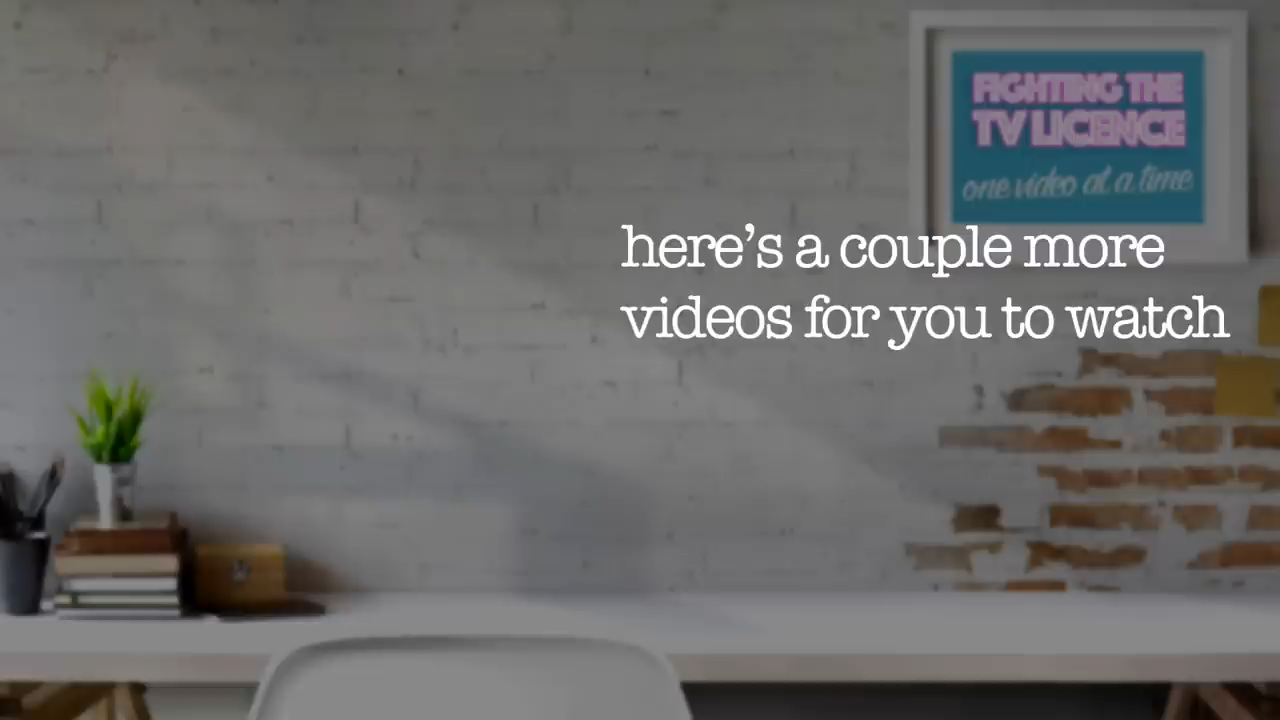 FIGHTING THE
TV LICENCE
one video at a time
here's a couple more
videos for you to watch